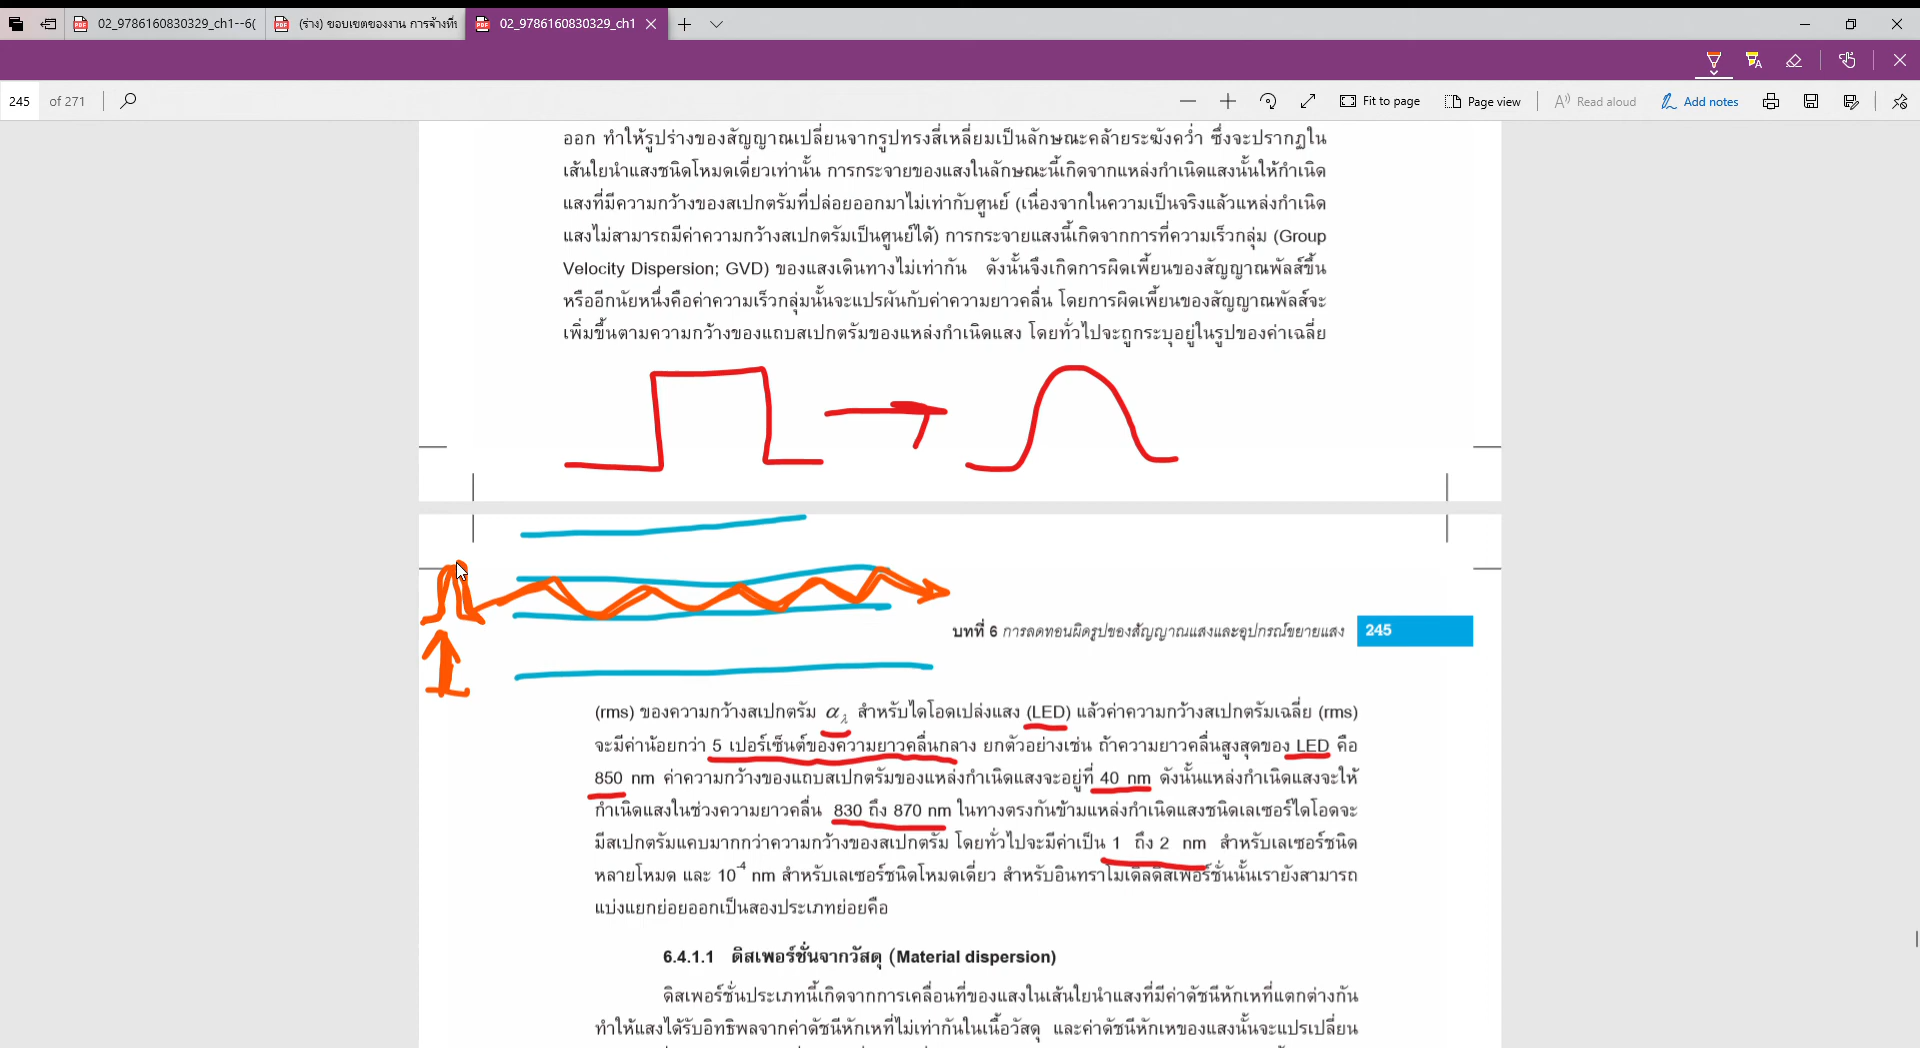 02_9786160830329_ch1--6(
(ร่าง) ขอบเขตของงาน การจ้างที่ป
02_9786160830329_ch1
245 of 271
Fit to page
Page view
Read aloud
Add notes
ออก ทำให้รูปร่างของสัญญาณเปลี่ยนจากรูปทรงสี่เหลี่ยมเป็นลักษณะคล้ายระฆังคว่ำ ซึ่งจะปรากฏใน
เส้นใยนำแสงชนิดโหมดเดี่ยวเท่านั้น การกระจายของแสงในลักษณะนี้เกิดจากแหล่งกำเนิดแสงนั้นให้กำเนิด
แสงที่มีความกว้างของสเปกตรัมที่ปล่อยออกมาไม่เท่ากับศูนย์ (เนื่องจากในความเป็นจริงแล้วแหล่งกำเนิด
แสงไม่สามารถมีค่าความกว้างสเปกตรัมเป็นศูนย์ได้) การกระจายแสงนี้เกิดจากการที่ความเร็วกลุ่ม (Group
Velocity Dispersion; GVD) ของแสงเดินทางไม่เท่ากัน ดังนั้นจึงเกิดการผิดเพี้ยนของสัญญาณพัลส์ขึ้น
หรืออีกนัยหนึ่งคือค่าความเร็วกลุ่มนั้นจะแปรผันกับค่าความยาวคลื่น โดยการผิดเพี้ยนของสัญญาณพัลส์จะ
เพิ่มขึ้นตามความกว้างของแถบสเปกตรัมของแหล่งกำเนิดแสง โดยทั่วไปจะถูกระบุอยู่ในรูปของค่าเฉลี่ย
บทที่ 6 การลดทอนผิดรูปของสัญญาณแสงและอุปกรณ์ขยายแสง 245
(rms) ของความกว้างสเปกตรัม αλ สำหรับไดโอดเปล่งแสง (LED) แล้วค่าความกว้างสเปกตรัมเฉลี่ย (rms)
จะมีค่าน้อยกว่า 5 เปอร์เซ็นต์ของความยาวคลื่นกลาง ยกตัวอย่างเช่น ถ้าความยาวคลื่นสูงสุดของ LED คือ
850 nm ค่าความกว้างของแถบสเปกตรัมของแหล่งกำเนิดแสงจะอยู่ที่ 40 nm ดังนั้นแหล่งกำเนิดแสงจะให้
กำเนิดแสงในช่วงความยาวคลื่น 830 ถึง 870 nm ในทางตรงกันข้ามแหล่งกำเนิดแสงชนิดเลเซอร์ไดโอดจะ
มีสเปกตรัมแคบมากกว่าความกว้างของสเปกตรัม โดยทั่วไปจะมีค่าเป็น 1 ถึง 2 nm สำหรับเลเซอร์ชนิด
หลายโหมด และ 10⁻⁴ nm สำหรับเลเซอร์ชนิดโหมดเดี่ยว สำหรับอินทราโมเดิลดิสเพอร์ชั่นนั้นเรายังสามารถ
แบ่งแยกย่อยออกเป็นสองประเภทย่อยคือ
6.4.1.1 ดิสเพอร์ชั่นจากวัสดุ (Material dispersion)
ดิสเพอร์ชั่นประเภทนี้เกิดจากการเคลื่อนที่ของแสงในเส้นใยนำแสงที่มีค่าดัชนีหักเหที่แตกต่างกัน
ทำให้แสงได้รับอิทธิพลจากค่าดัชนีหักเหที่ไม่เท่ากันในเนื้อวัสดุ และค่าดัชนีหักเหของแสงนั้นจะแปรเปลี่ยน